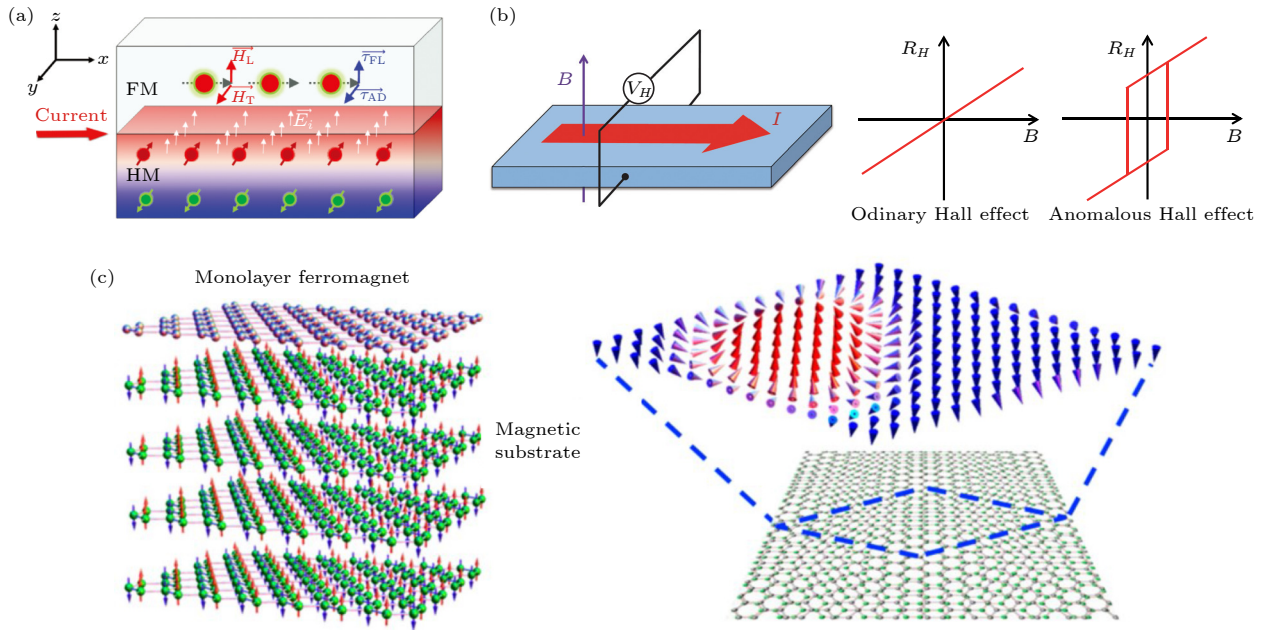 (a)
z
x
y
FM
Current
HM
H_L
H_T
τ_FL
τ_AD
E_i
(b)
B
V_H
I
R_H
B
Odinary Hall effect
R_H
B
Anomalous Hall effect
(c)
Monolayer ferromagnet
Magnetic
substrate